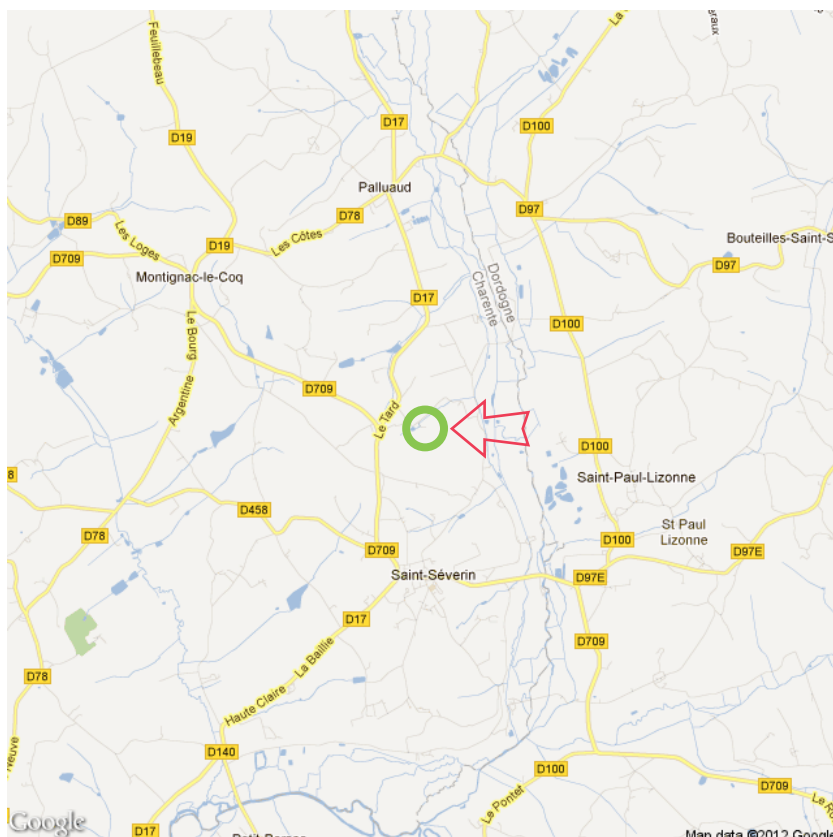 Feuillebeau
D19
D17
D100
Palluaud
D97
D78
D89
Les Loges
D19
Les Côtes
D709
Montignac-le-Coq
Bouteilles-Saint-S
D97
D17
Dordogne
Charente
D100
Le Bourg
D709
Le Tard
Argentine
D100
Saint-Paul-Lizonne
D458
St Paul
Lizonne
D78
D100
D97E
D709
Saint-Séverin
D97E
D17
D709
La Baillie
D78
Haute Claire
D140
Neuve
D100
D709
Le Pontet
Google
D17
Map data ©2012 Google